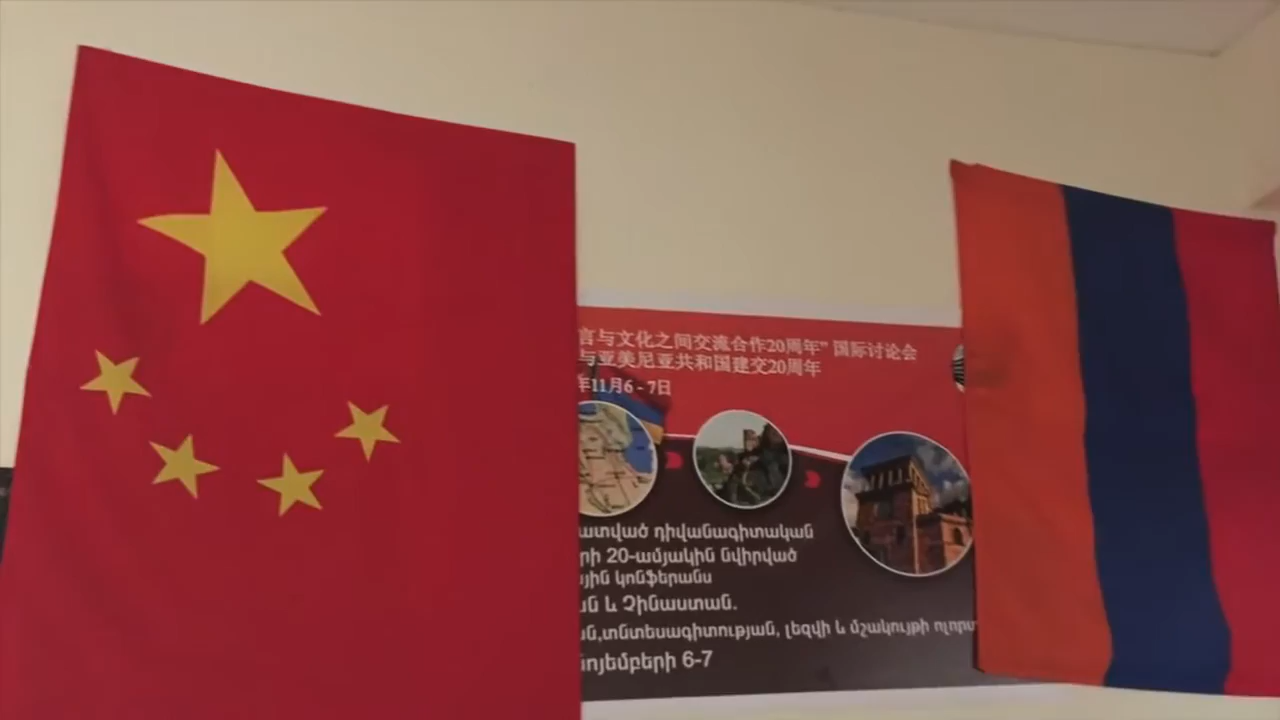 言与文化之间交流合作20周年" 国际讨论会
与亚美尼亚共和国建交20周年
年11月6 - 7日
ատված դիվանագիտական
րի 20-ամյակին նվիրված
յին կոնֆերանս
ան և Չինաստան.
ան,տնտեսագիտության, լեզվի և մշակույթի ոլորտ
նոյեմբերի 6-7